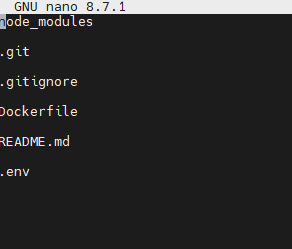 GNU nano 8.7.1
node_modules
.git
.gitignore
Dockerfile
README.md
.env